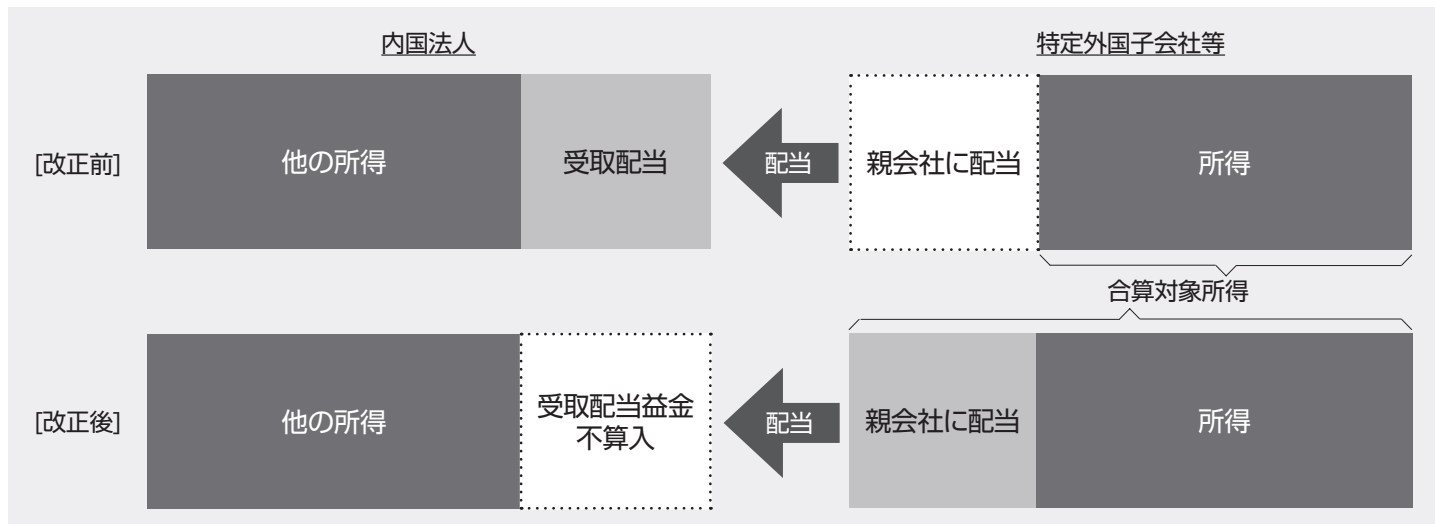 内国法人
特定外国子会社等
[改正前]
他の所得
受取配当
配当
親会社に配当
所得
合算対象所得
[改正後]
他の所得
受取配当益金
不算入
配当
親会社に配当
所得